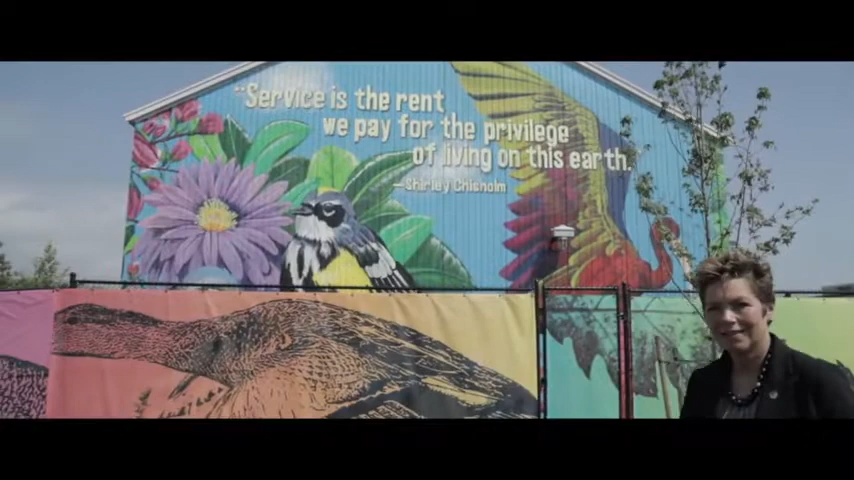 "Service is the rent
we pay for the privilege
of living on this earth."
—Shirley Chisholm